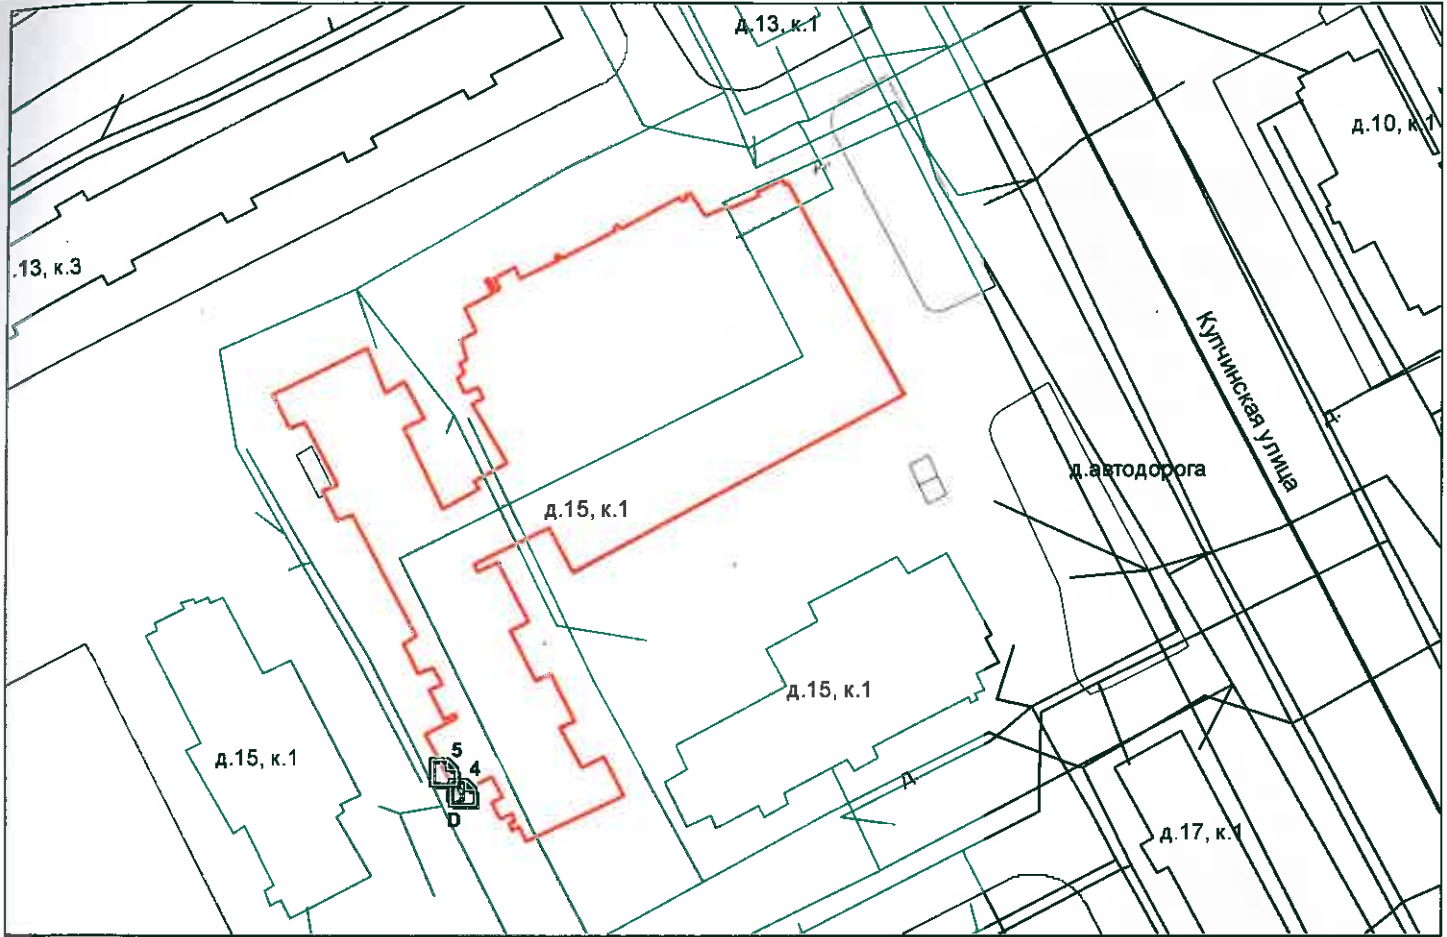 д.13, к.1
д.10, к.1
.13, к.3
Купчинская улица
д.автодорога
д.15, к.1
д.15, к.1
д.15, к.1
5
4
D
д.
д.17, к.1